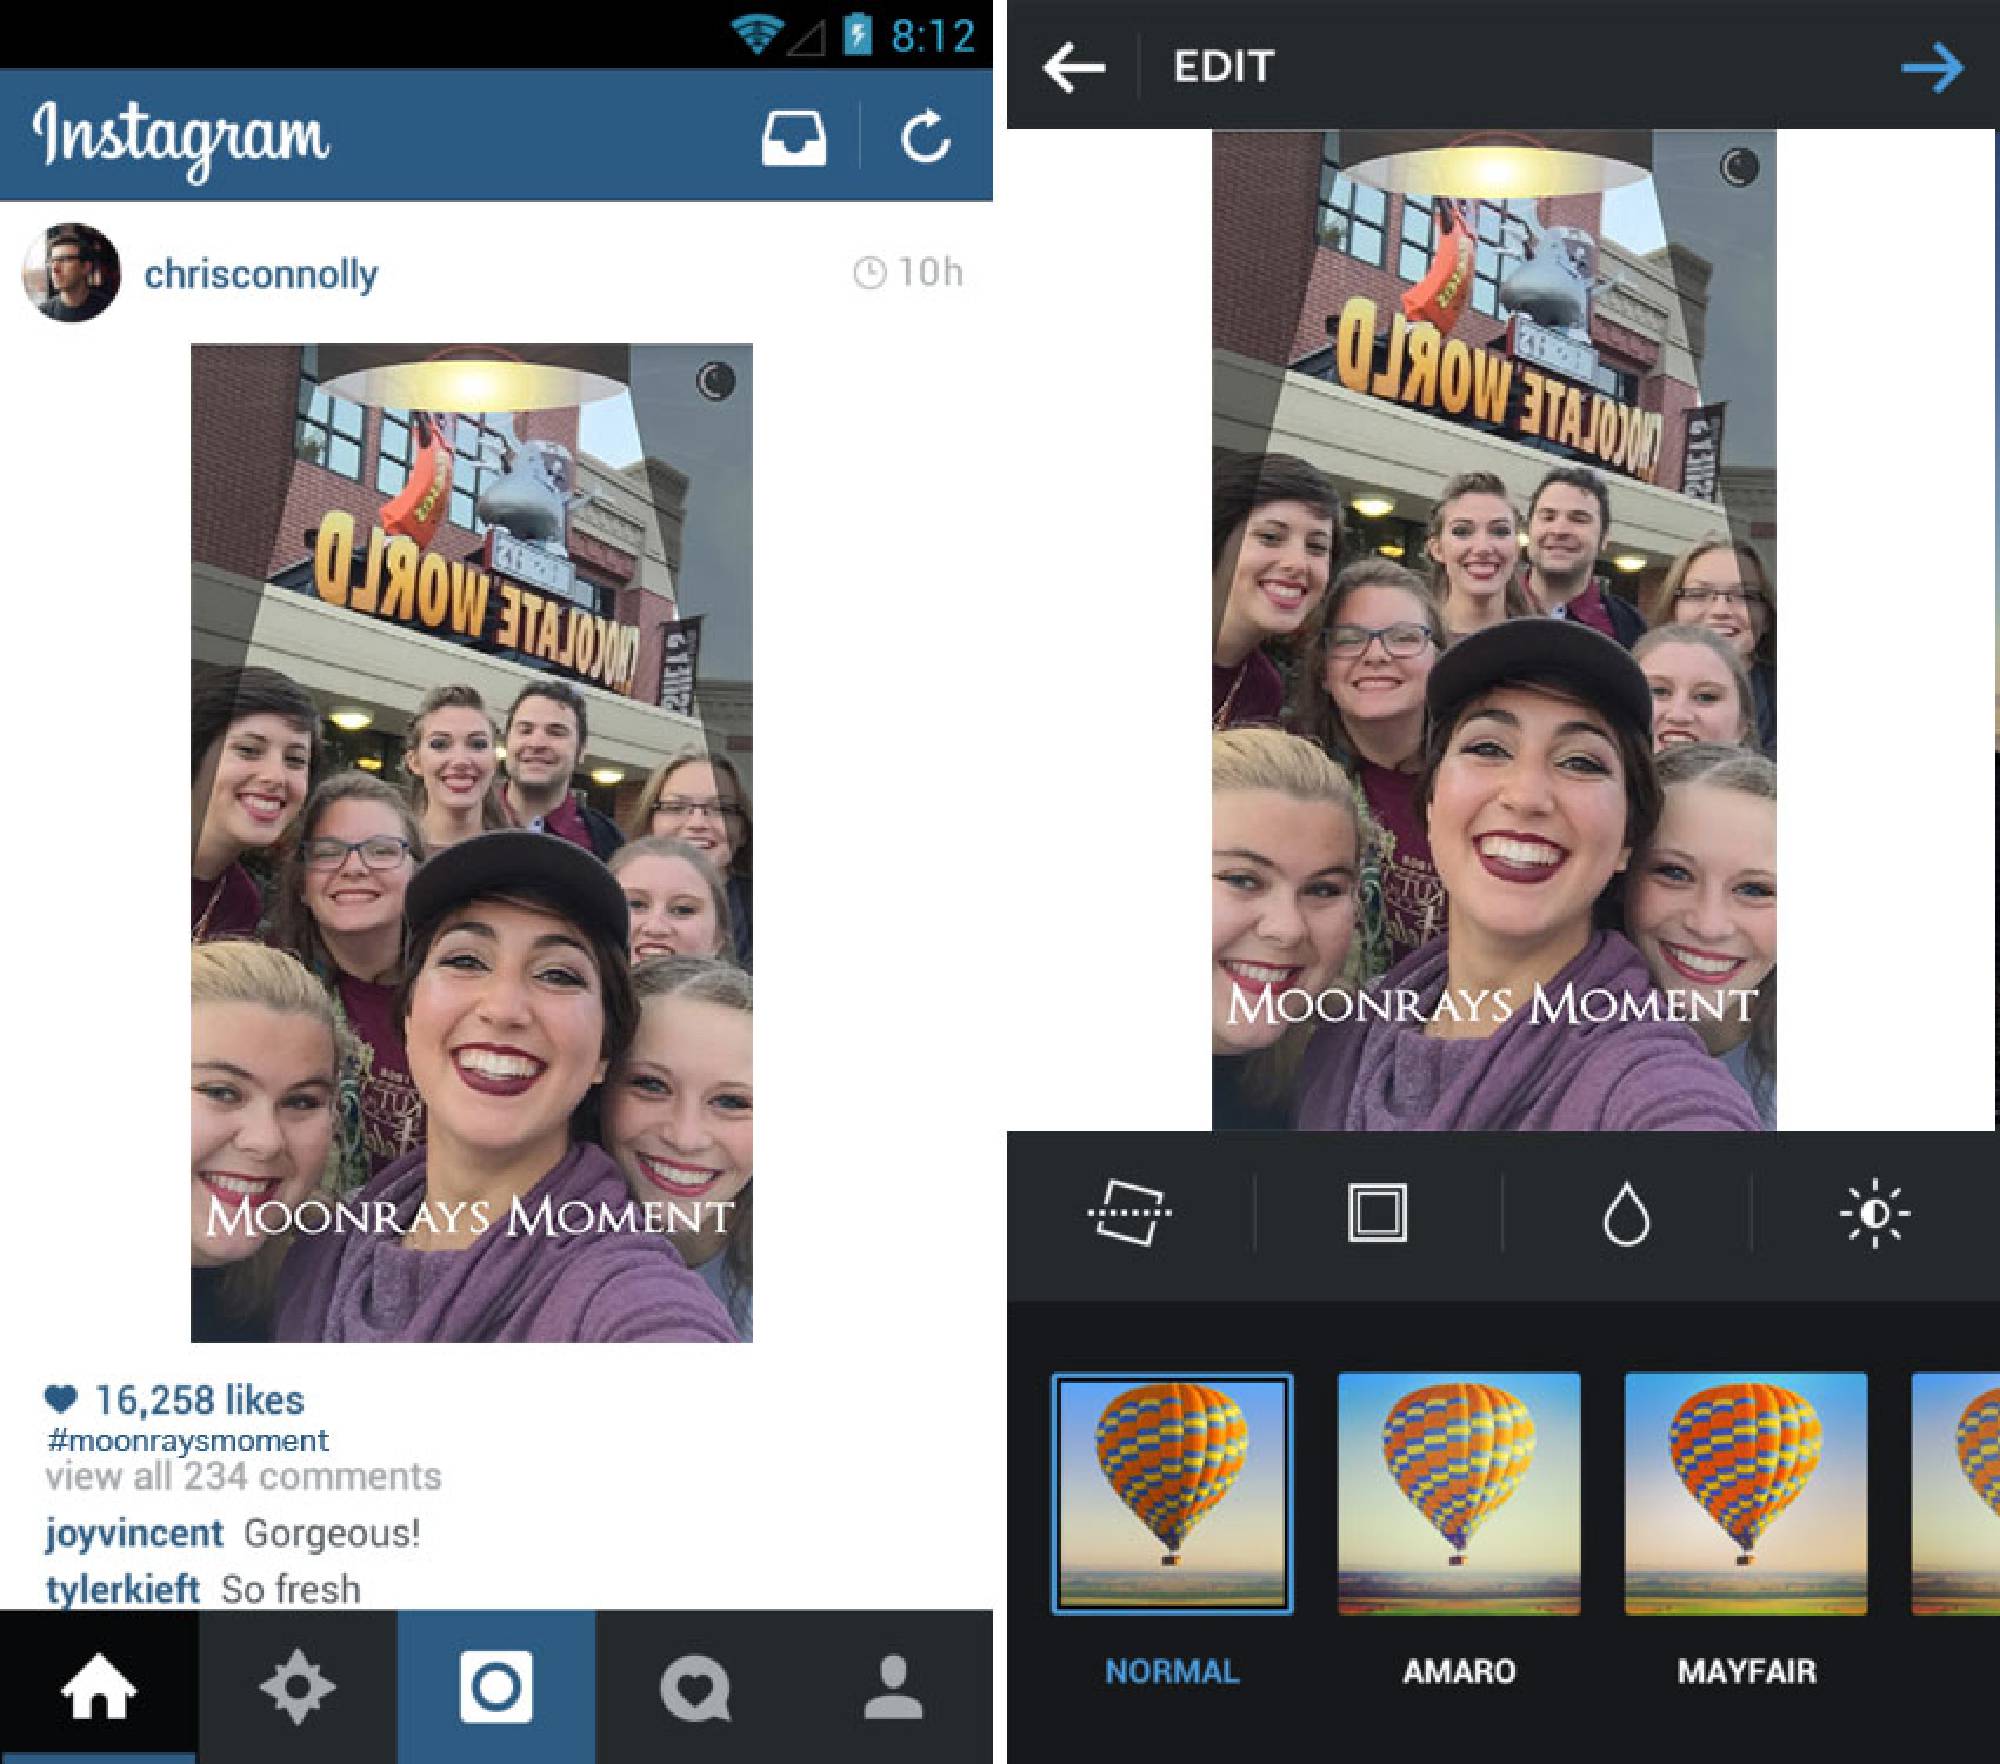 8:12
Instagram
chrisconnolly
10h
CHOCOLATE WORLD
MOONRAYS MOMENT
16,258 likes
#moonraysmoment
view all 234 comments
joyvincent Gorgeous!
tylerkieft So fresh
EDIT
CHOCOLATE WORLD
MOONRAYS MOMENT
NORMAL
AMARO
MAYFAIR